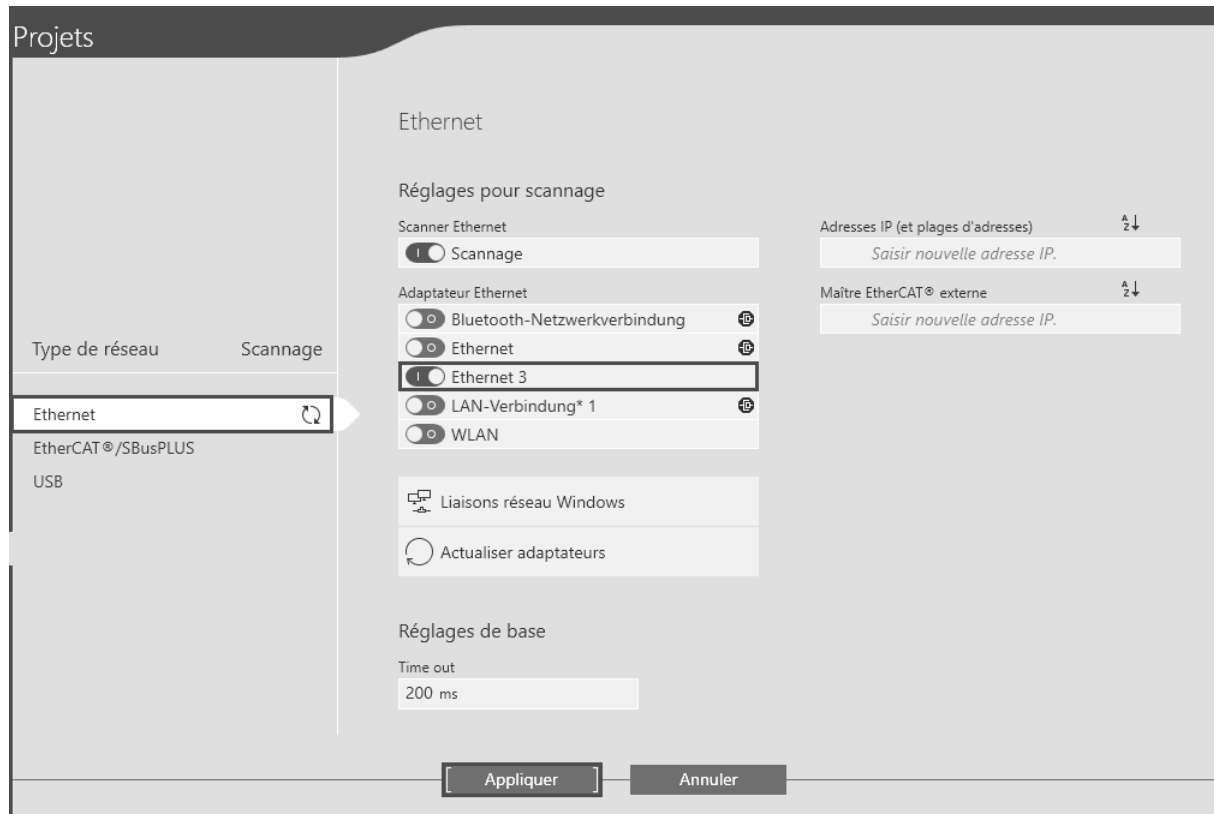 Projets
Type de réseau Scannage
Ethernet
EtherCAT®/SBusPLUS
USB
Ethernet
Réglages pour scannage
Scanner Ethernet
Scannage
Adaptateur Ethernet
Bluetooth-Netzwerkverbindung
Ethernet
Ethernet 3
LAN-Verbindung* 1
WLAN
Liaisons réseau Windows
Actualiser adaptateurs
Réglages de base
Time out
200 ms
Adresses IP (et plages d'adresses)
Saisir nouvelle adresse IP.
Maître EtherCAT® externe
Saisir nouvelle adresse IP.
Appliquer
Annuler